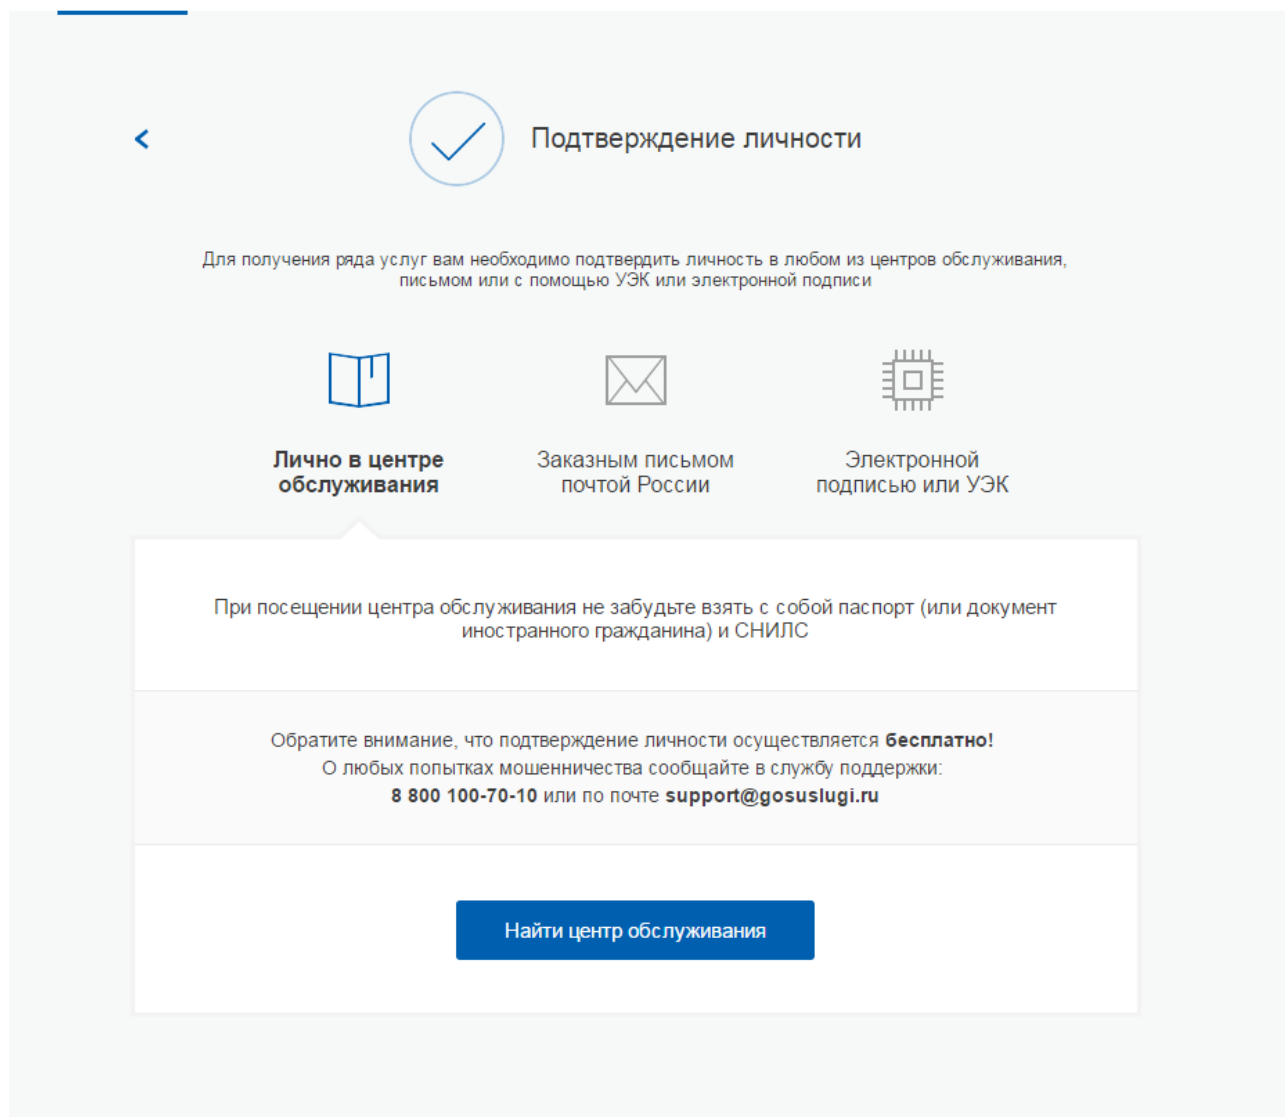 Подтверждение личности
Для получения ряда услуг вам необходимо подтвердить личность в любом из центров обслуживания,
письмом или с помощью УЭК или электронной подписи
Лично в центре
обслуживания
Заказным письмом
почтой России
Электронной
подписью или УЭК
При посещении центра обслуживания не забудьте взять с собой паспорт (или документ
иностранного гражданина) и СНИЛС
Обратите внимание, что подтверждение личности осуществляется бесплатно!
О любых попытках мошенничества сообщайте в службу поддержки:
8 800 100-70-10 или по почте support@gosuslugi.ru
Найти центр обслуживания